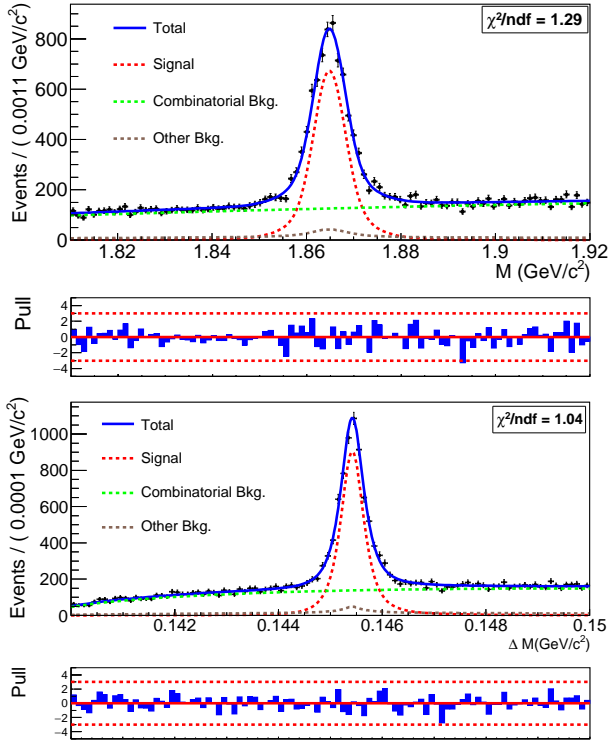 Events / ( 0.0011 GeV/c²)
800
600
400
200
0
Total
Signal
Combinatorial Bkg.
Other Bkg.
χ²/ndf = 1.29
1.82 1.84 1.86 1.88 1.9 1.92
M (GeV/c²)
Pull
4
2
0
−2
−4
Events / ( 0.0001 GeV/c²)
1000
800
600
400
200
0
Total
Signal
Combinatorial Bkg.
Other Bkg.
χ²/ndf = 1.04
0.142 0.144 0.146 0.148 0.15
Δ M(GeV/c²)
Pull
4
2
0
−2
−4